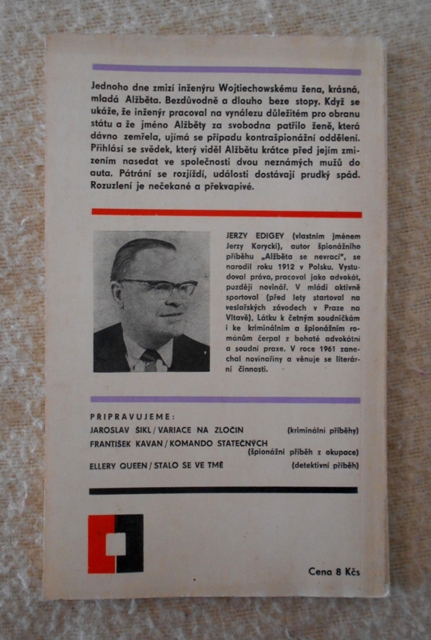 Jednoho dne zmizí inženýru Wojtiechowskému žena, krásná,
mladá Alžběta. Bezdůvodně a dlouho beze stopy. Když se
ukáže, že inženýr pracoval na vynálezu důležitém pro obranu
státu a že jméno Alžběty za svobodna patřilo ženě, která
dávno zemřela, ujímá se případu kontrašpionážní oddělení.
Přihlásí se svědek, který viděl Alžbětu krátce před jejím zmi-
zením nasedat ve společnosti dvou neznámých mužů do
auta. Pátrání se rozjíždí, události dostávají prudký spád.
Rozuzlení je nečekané a překvapivé.
JERZY EDIGEY (vlastním jménem
Jerzy Korycki), autor špionážního
příběhu „Alžběta se nevrací", se
narodil roku 1912 v Polsku. Vystu-
doval práva, pracoval jako advokát,
později novinář. V mládí aktivně
sportoval (před lety startoval na
veslařských závodech v Praze na
Vltavě). Látku k četným soudničkám
i ke kriminálním a špionážním ro-
mánům čerpal z bohaté advokátní
a soudní praxe. V roce 1961 zane-
chal novinařiny a věnuje se literár-
ní činnosti.
PŘIPRAVUJEME:
JAROSLAV ŠIKL/VARIACE NA ZLOČIN (kriminální příběhy)
FRANTIŠEK KAVAN/KOMANDO STATEČNÝCH
(špionážní příběh z okupace)
ELLERY QUEEN/STALO SE VE TMĚ (detektivní příběh)
Cena 8 Kčs